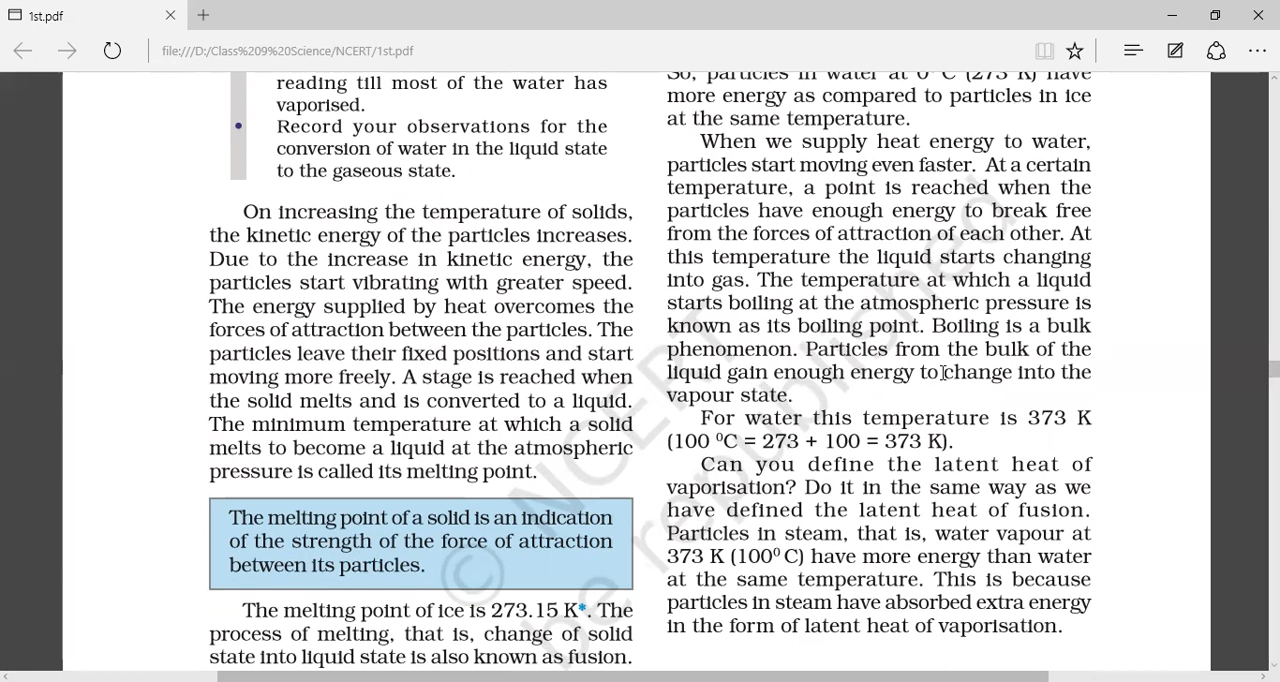 1st.pdf
file:///D:/Class%209%20Science/NCERT/1st.pdf
reading till most of the water has
vaporised.
• Record your observations for the
conversion of water in the liquid state
to the gaseous state.
On increasing the temperature of solids,
the kinetic energy of the particles increases.
Due to the increase in kinetic energy, the
particles start vibrating with greater speed.
The energy supplied by heat overcomes the
forces of attraction between the particles. The
particles leave their fixed positions and start
moving more freely. A stage is reached when
the solid melts and is converted to a liquid.
The minimum temperature at which a solid
melts to become a liquid at the atmospheric
pressure is called its melting point.
The melting point of a solid is an indication
of the strength of the force of attraction
between its particles.
The melting point of ice is 273.15 K*. The
process of melting, that is, change of solid
state into liquid state is also known as fusion.
So, particles in water at 0° C (273 K) have
more energy as compared to particles in ice
at the same temperature.
When we supply heat energy to water,
particles start moving even faster. At a certain
temperature, a point is reached when the
particles have enough energy to break free
from the forces of attraction of each other. At
this temperature the liquid starts changing
into gas. The temperature at which a liquid
starts boiling at the atmospheric pressure is
known as its boiling point. Boiling is a bulk
phenomenon. Particles from the bulk of the
liquid gain enough energy to change into the
vapour state.
For water this temperature is 373 K
(100 °C = 273 + 100 = 373 K).
Can you define the latent heat of
vaporisation? Do it in the same way as we
have defined the latent heat of fusion.
Particles in steam, that is, water vapour at
373 K (100° C) have more energy than water
at the same temperature. This is because
particles in steam have absorbed extra energy
in the form of latent heat of vaporisation.
© NCERT
be republished